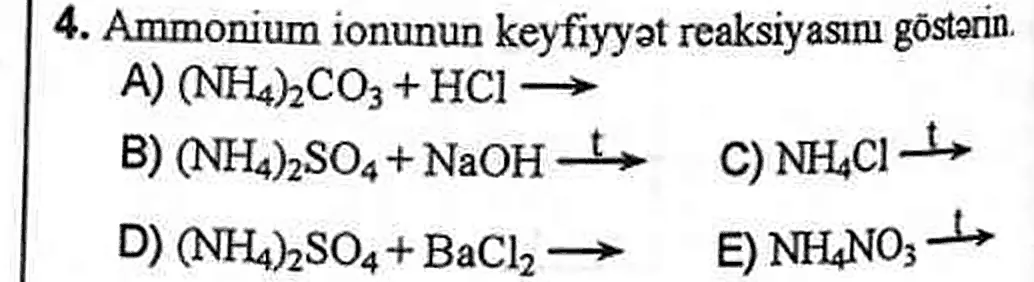 4. Ammonium ionunun keyfiyyət reaksiyasını göstərin.
A) (NH₄)₂CO₃ + HCl ⟶
B) (NH₄)₂SO₄ + NaOH —t→ C) NH₄Cl —t→
D) (NH₄)₂SO₄ + BaCl₂ ⟶ E) NH₄NO₃ —t→